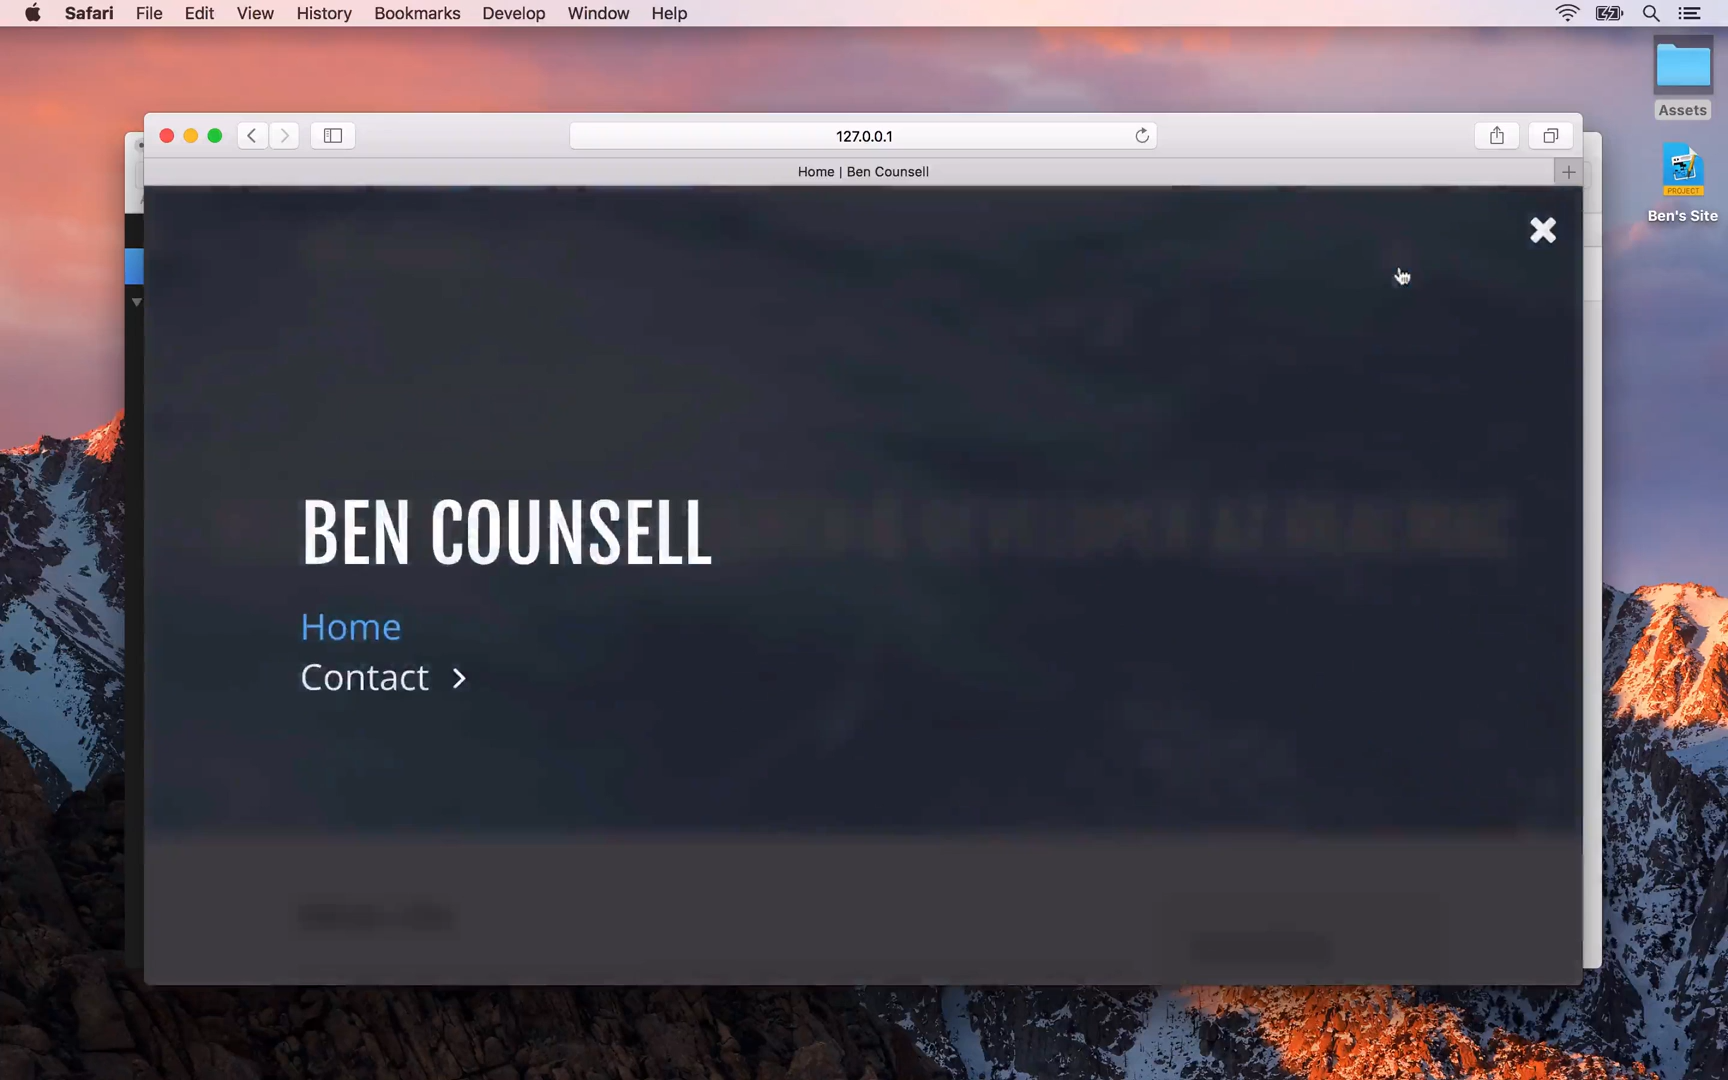 Safari File Edit View History Bookmarks Develop Window Help
Assets
PROJECT
Ben's Site
127.0.0.1
Home | Ben Counsell
BEN COUNSELL
Home
Contact